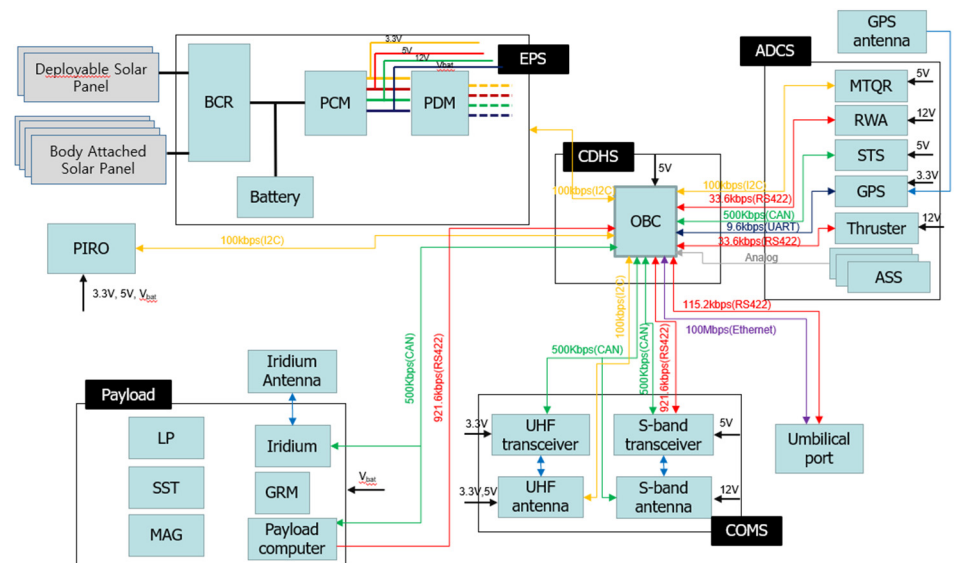 3.3V
5V
12V
Vbat
EPS
Deployable Solar
Panel
Body Attached
Solar Panel
BCR
PCM
PDM
Battery
GPS
antenna
ADCS
MTQR
5V
RWA
12V
STS
5V
GPS
3.3V
Thruster
12V
ASS
CDHS
5V
OBC
100kbps(I2C)
100kbps(I2C)
33.6kbps(RS422)
500Kbps(CAN)
9.6kbps(UART)
33.6kbps(RS422)
Analog
PIRO
100kbps(I2C)
3.3V, 5V, Vbat
500Kbps(CAN)
921.6kbps(RS422)
100kbps(I2C)
500Kbps(CAN)
500Kbps(CAN)
921.6kbps(RS422)
115.2kbps(RS422)
100Mbps(Ethernet)
Iridium
Antenna
Payload
LP
SST
MAG
Iridium
GRM
Payload
computer
Vbat
UHF
transceiver
3.3V
UHF
antenna
3.3V,5V
S-band
transceiver
5V
S-band
antenna
12V
COMS
Umbilical
port